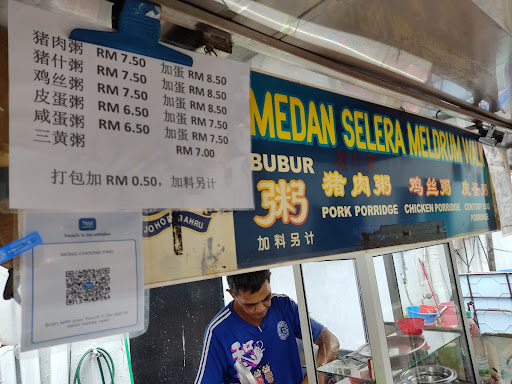 猪肉粥 RM 7.50 加蛋 RM 8.50
猪什粥 RM 7.50 加蛋 RM 8.50
鸡丝粥 RM 7.50 加蛋 RM 8.50
皮蛋粥 RM 6.50 加蛋 RM 7.50
咸蛋粥 RM 6.50 加蛋 RM 7.50
三黄粥 RM 7.00
打包加 RM 0.50，加料另计
MEDAN SELERA MELDRUM WALK
BUBUR
粥
加料另计
猪肉粥
PORK PORRIDGE
鸡丝粥
CHICKEN PORRIDGE
皮蛋粥
CENTURY EGG
PORRIDGE
JOHOR BAHRU